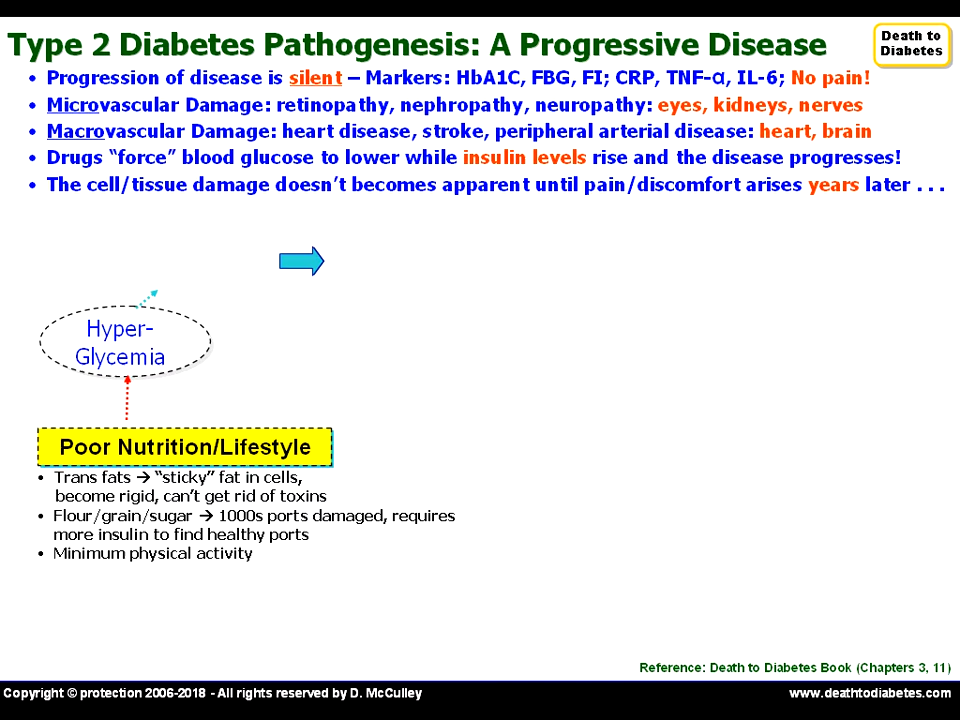 Type 2 Diabetes Pathogenesis: A Progressive Disease
Death to
Diabetes
• Progression of disease is silent – Markers: HbA1C, FBG, FI; CRP, TNF-α, IL-6; No pain!
• Microvascular Damage: retinopathy, nephropathy, neuropathy: eyes, kidneys, nerves
• Macrovascular Damage: heart disease, stroke, peripheral arterial disease: heart, brain
• Drugs “force” blood glucose to lower while insulin levels rise and the disease progresses!
• The cell/tissue damage doesn’t becomes apparent until pain/discomfort arises years later . . .
Hyper-
Glycemia
Poor Nutrition/Lifestyle
• Trans fats → “sticky” fat in cells,
become rigid, can’t get rid of toxins
• Flour/grain/sugar → 1000s ports damaged, requires
more insulin to find healthy ports
• Minimum physical activity
Reference: Death to Diabetes Book (Chapters 3, 11)
Copyright © protection 2006-2018 - All rights reserved by D. McCulley
www.deathtodiabetes.com